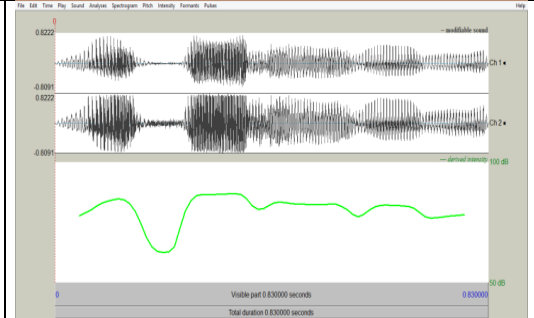 File Edit Time Play Sound Analyses Spectrogram Pitch Intensity Formants Pulses Help
0
0.8222
– modifiable sound
Ch 1
-0.8091
0.8222
Ch 2
-0.8091
— derived intensity
100 dB
50 dB
0 Visible part 0.830000 seconds 0.830000
Total duration 0.830000 seconds